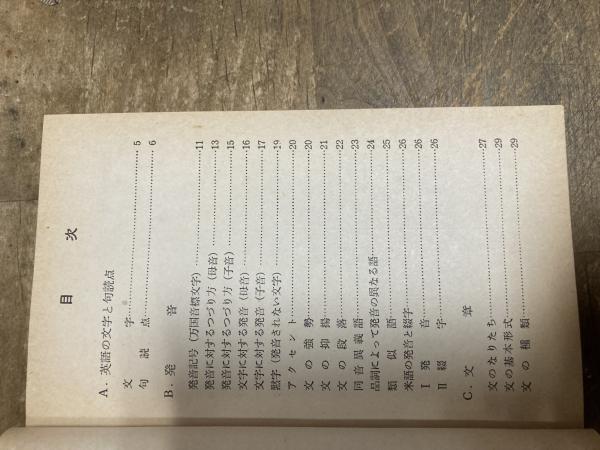 目次
A. 英語の文字と句読点
文字…………5
句読点…………6
B. 発音
発音記号（万国音標文字）…………11
発音に対するつづり方（母音）…………13
発音に対するつづり方（子音）…………15
文字に対する発音（母音）…………16
文字に対する発音（子音）…………17
黙字（発音されない文字）…………19
アクセント…………20
文の強勢…………20
文の抑揚…………21
文の段落…………22
同音異義語…………23
品詞によって発音の異なる語…………24
類似語…………25
米語の発音と綴字…………26
I 発音…………26
II 綴字…………26
C. 文章
文のなりたち…………27
文の基本形式…………29
文の種類…………29